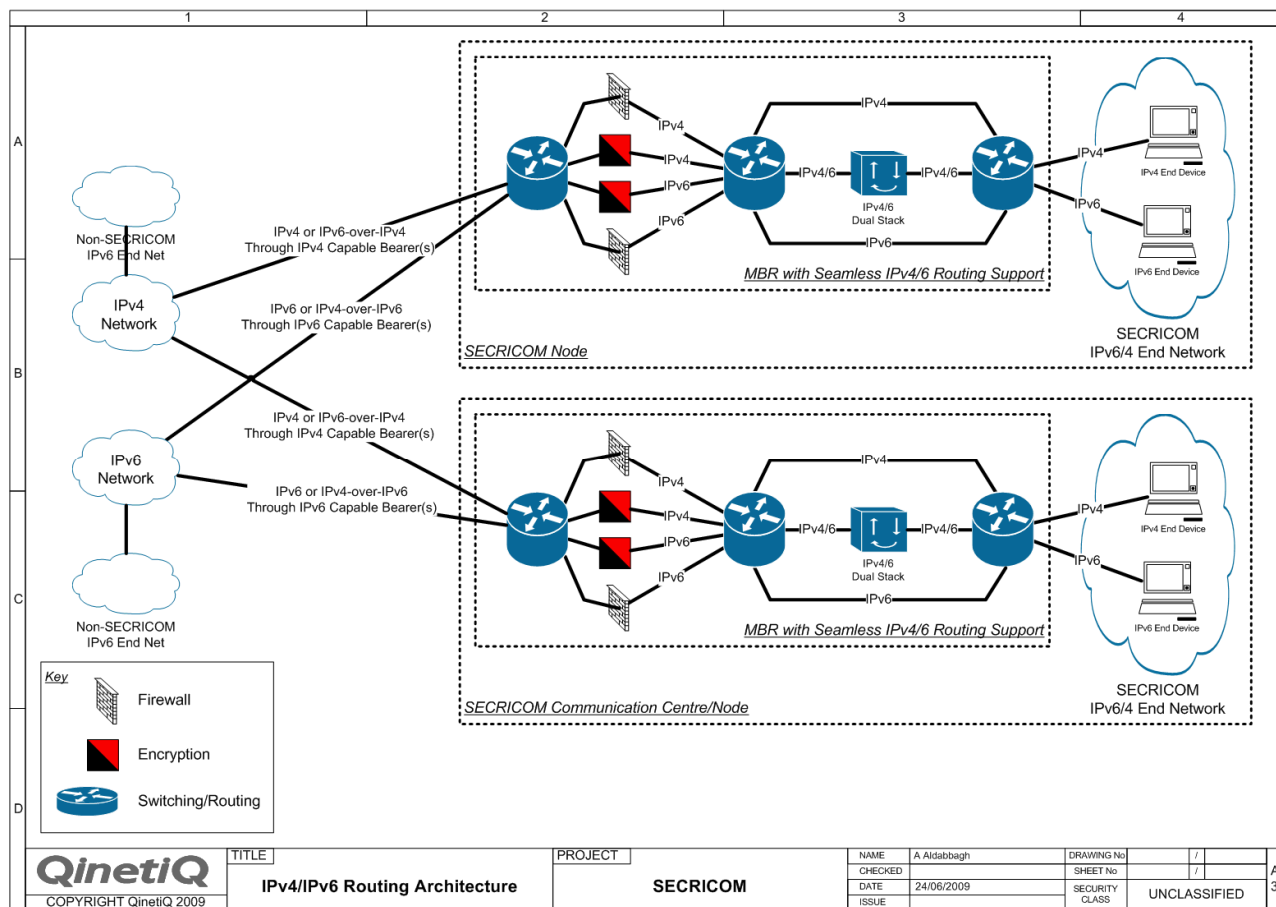 1
2
3
4
A
B
C
D
Non-SECRICOM
IPv6 End Net
IPv4
Network
IPv6
Network
Non-SECRICOM
IPv6 End Net
IPv4 or IPv6-over-IPv4
Through IPv4 Capable Bearer(s)
IPv6 or IPv4-over-IPv6
Through IPv6 Capable Bearer(s)
IPv4 or IPv6-over-IPv4
Through IPv4 Capable Bearer(s)
IPv6 or IPv4-over-IPv6
Through IPv6 Capable Bearer(s)
IPv4
IPv4
IPv6
IPv6
IPv4
IPv4/6
IPv4/6
IPv4/6
Dual Stack
IPv6
MBR with Seamless IPv4/6 Routing Support
SECRICOM Node
IPv4
IPv6
IPv4 End Device
IPv6 End Device
SECRICOM
IPv6/4 End Network
IPv4
IPv4
IPv6
IPv6
IPv4
IPv4/6
IPv4/6
IPv4/6
Dual Stack
IPv6
MBR with Seamless IPv4/6 Routing Support
SECRICOM Communication Centre/Node
IPv4
IPv6
IPv4 End Device
IPv6 End Device
SECRICOM
IPv6/4 End Network
Key
Firewall
Encryption
Switching/Routing
QinetiQ
COPYRIGHT QinetiQ 2009
TITLE
IPv4/IPv6 Routing Architecture
PROJECT
SECRICOM
NAME A Aldabbagh
CHECKED
DATE 24/06/2009
ISSUE
DRAWING No /
SHEET No /
SECURITY
CLASS
UNCLASSIFIED
A
3